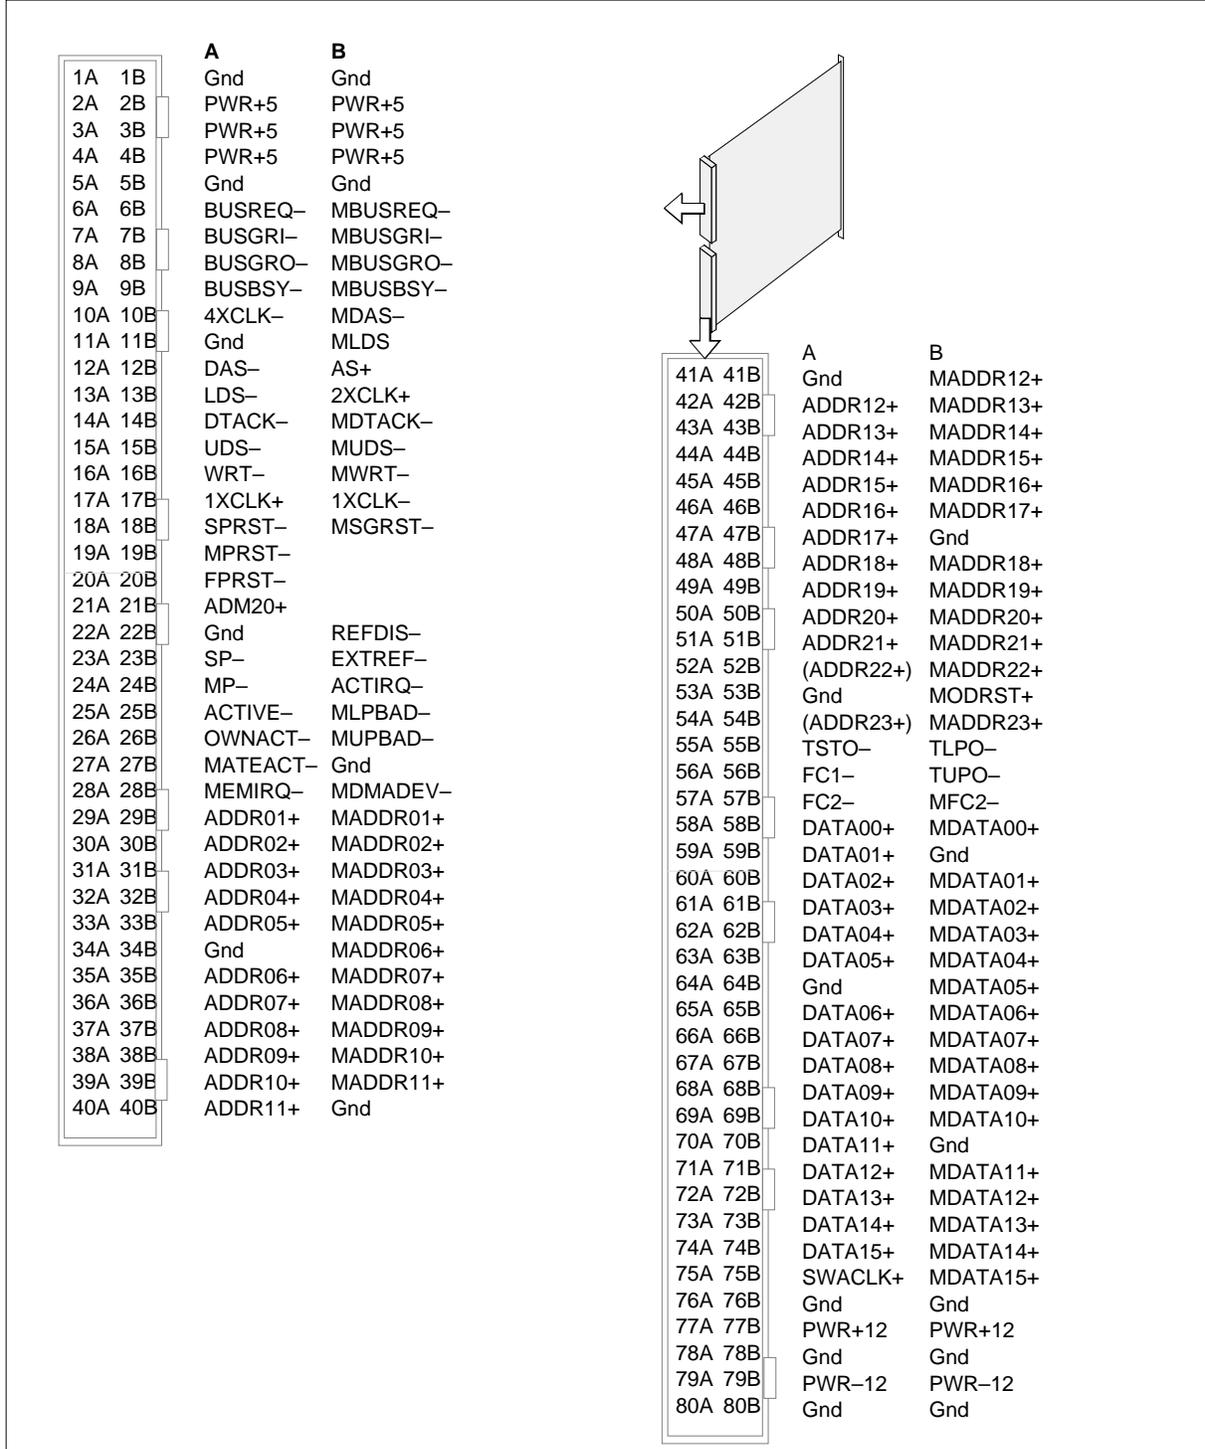 A B
1A 1B Gnd Gnd
2A 2B PWR+5 PWR+5
3A 3B PWR+5 PWR+5
4A 4B PWR+5 PWR+5
5A 5B Gnd Gnd
6A 6B BUSREQ– MBUSREQ–
7A 7B BUSGRI– MBUSGRI–
8A 8B BUSGRO– MBUSGRO–
9A 9B BUSBSY– MBUSBSY–
10A 10B 4XCLK– MDAS–
11A 11B Gnd MLDS
12A 12B DAS– AS+
13A 13B LDS– 2XCLK+
14A 14B DTACK– MDTACK–
15A 15B UDS– MUDS–
16A 16B WRT– MWRT–
17A 17B 1XCLK+ 1XCLK–
18A 18B SPRST– MSGRST–
19A 19B MPRST–
20A 20B FPRST–
21A 21B ADM20+
22A 22B Gnd REFDIS–
23A 23B SP– EXTREF–
24A 24B MP– ACTIRQ–
25A 25B ACTIVE– MLPBAD–
26A 26B OWNACT– MUPBAD–
27A 27B MATEACT– Gnd
28A 28B MEMIRQ– MDMADEV–
29A 29B ADDR01+ MADDR01+
30A 30B ADDR02+ MADDR02+
31A 31B ADDR03+ MADDR03+
32A 32B ADDR04+ MADDR04+
33A 33B ADDR05+ MADDR05+
34A 34B Gnd MADDR06+
35A 35B ADDR06+ MADDR07+
36A 36B ADDR07+ MADDR08+
37A 37B ADDR08+ MADDR09+
38A 38B ADDR09+ MADDR10+
39A 39B ADDR10+ MADDR11+
40A 40B ADDR11+ Gnd
A B
41A 41B Gnd MADDR12+
42A 42B ADDR12+ MADDR13+
43A 43B ADDR13+ MADDR14+
44A 44B ADDR14+ MADDR15+
45A 45B ADDR15+ MADDR16+
46A 46B ADDR16+ MADDR17+
47A 47B ADDR17+ Gnd
48A 48B ADDR18+ MADDR18+
49A 49B ADDR19+ MADDR19+
50A 50B ADDR20+ MADDR20+
51A 51B ADDR21+ MADDR21+
52A 52B (ADDR22+) MADDR22+
53A 53B Gnd MODRST+
54A 54B (ADDR23+) MADDR23+
55A 55B TSTO– TLPO–
56A 56B FC1– TUPO–
57A 57B FC2– MFC2–
58A 58B DATA00+ MDATA00+
59A 59B DATA01+ Gnd
60A 60B DATA02+ MDATA01+
61A 61B DATA03+ MDATA02+
62A 62B DATA04+ MDATA03+
63A 63B DATA05+ MDATA04+
64A 64B Gnd MDATA05+
65A 65B DATA06+ MDATA06+
66A 66B DATA07+ MDATA07+
67A 67B DATA08+ MDATA08+
68A 68B DATA09+ MDATA09+
69A 69B DATA10+ MDATA10+
70A 70B DATA11+ Gnd
71A 71B DATA12+ MDATA11+
72A 72B DATA13+ MDATA12+
73A 73B DATA14+ MDATA13+
74A 74B DATA15+ MDATA14+
75A 75B SWACLK+ MDATA15+
76A 76B Gnd Gnd
77A 77B PWR+12 PWR+12
78A 78B Gnd Gnd
79A 79B PWR–12 PWR–12
80A 80B Gnd Gnd